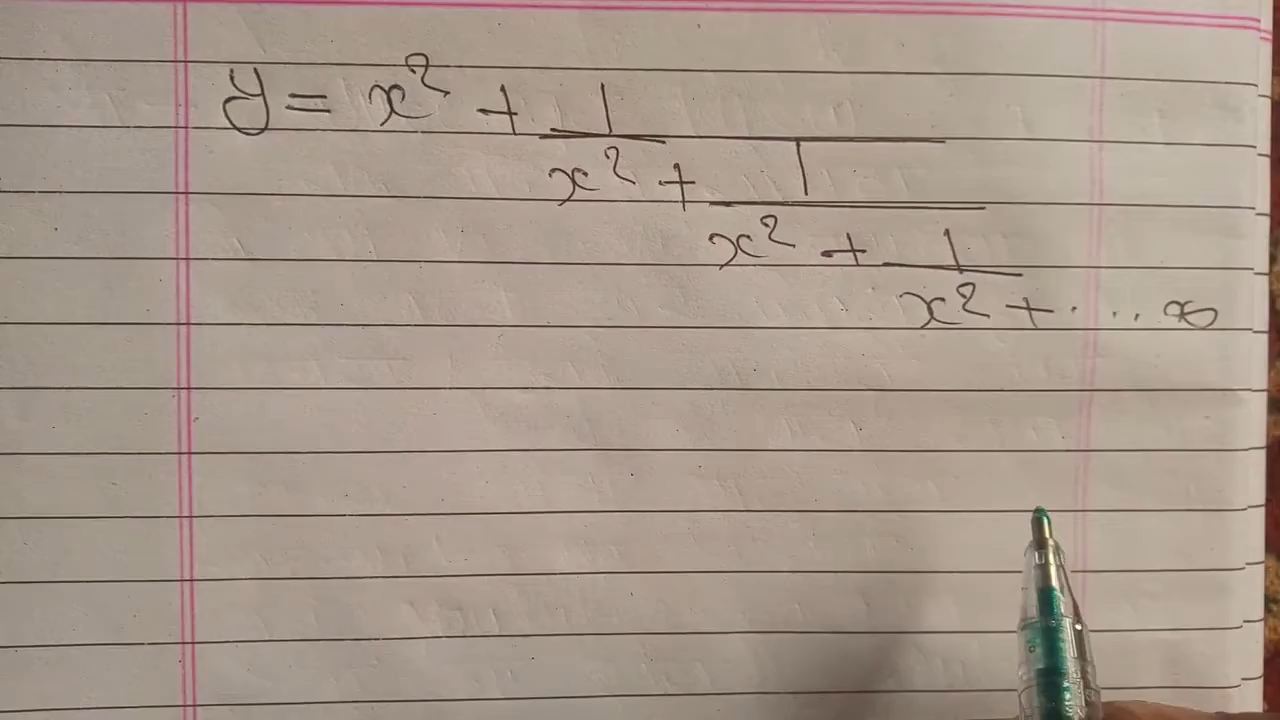 y = x² + 1
x² + 1
x² + 1
x² + . . . . ∞